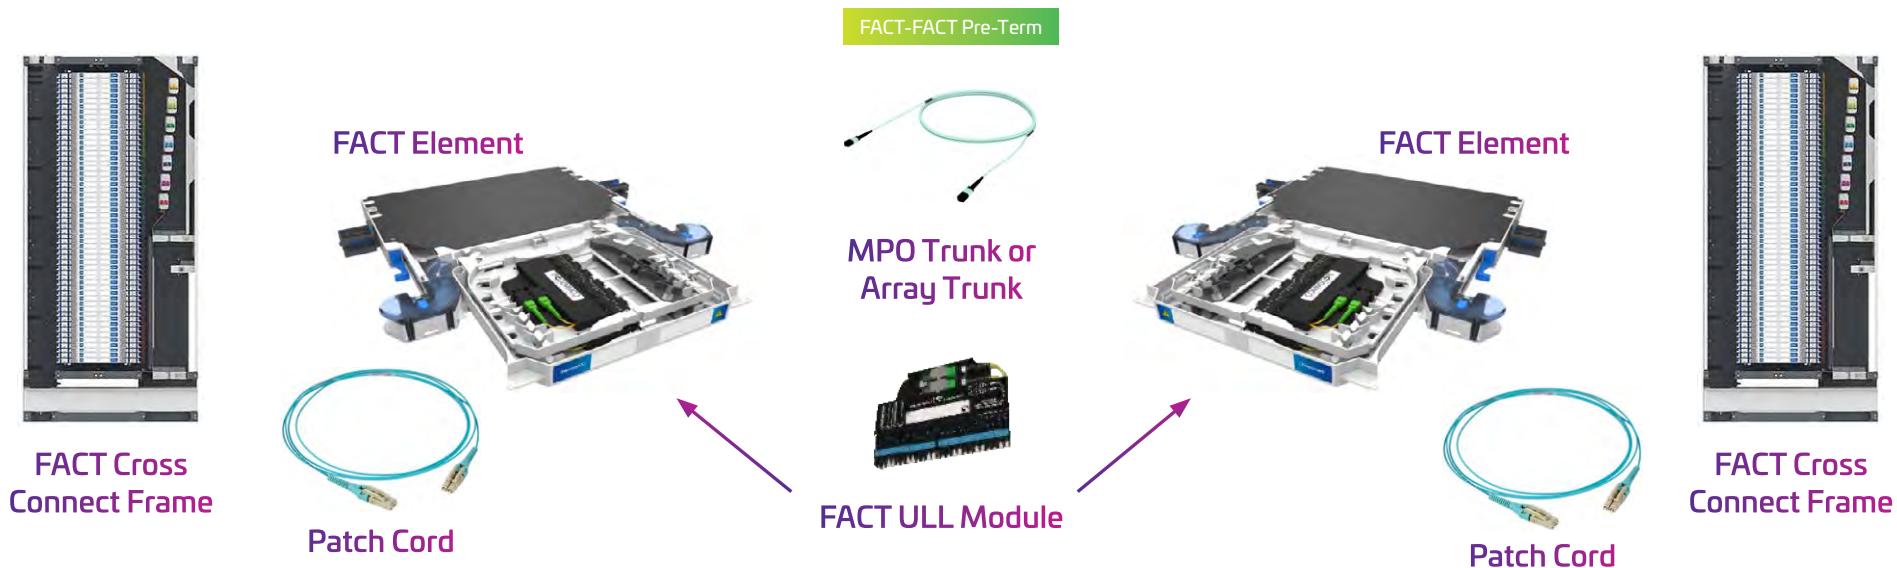 FACT-FACT Pre-Term
FACT Element
FACT Element
MPO Trunk or
Array Trunk
FACT Cross
Connect Frame
FACT ULL Module
Patch Cord
FACT Cross
Connect Frame
Patch Cord